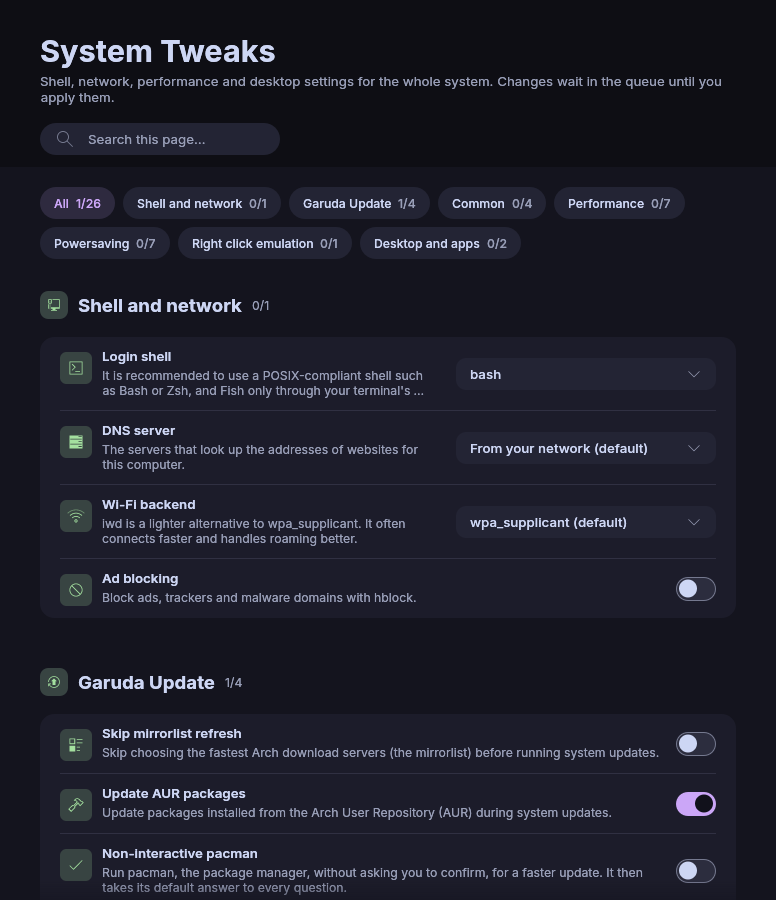 System Tweaks
Shell, network, performance and desktop settings for the whole system. Changes wait in the queue until you
apply them.
Search this page...
All 1/26
Shell and network 0/1
Garuda Update 1/4
Common 0/4
Performance 0/7
Powersaving 0/7
Right click emulation 0/1
Desktop and apps 0/2
Shell and network 0/1
Login shell
It is recommended to use a POSIX-compliant shell such
as Bash or Zsh, and Fish only through your terminal's ...
bash
DNS server
The servers that look up the addresses of websites for
this computer.
From your network (default)
Wi-Fi backend
iwd is a lighter alternative to wpa_supplicant. It often
connects faster and handles roaming better.
wpa_supplicant (default)
Ad blocking
Block ads, trackers and malware domains with hblock.
Garuda Update 1/4
Skip mirrorlist refresh
Skip choosing the fastest Arch download servers (the mirrorlist) before running system updates.
Update AUR packages
Update packages installed from the Arch User Repository (AUR) during system updates.
Non-interactive pacman
Run pacman, the package manager, without asking you to confirm, for a faster update. It then
takes its default answer to every question.